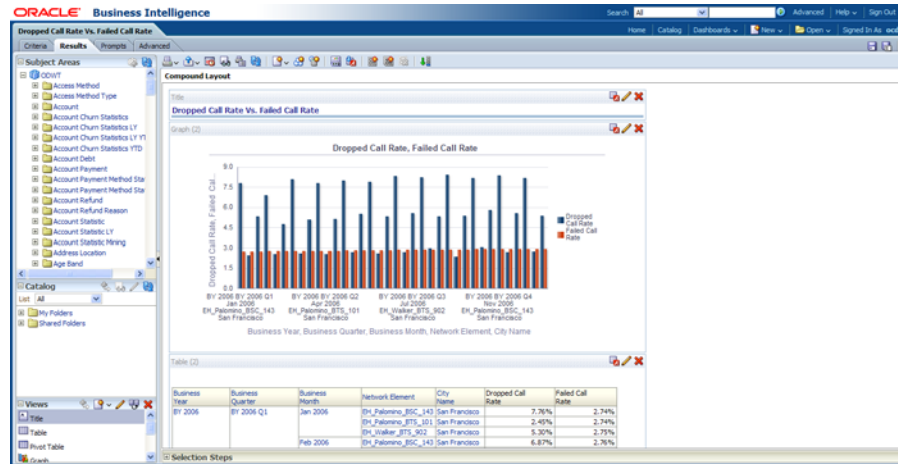 ORACLE Business Intelligence
Search All Advanced Help Sign Out
Dropped Call Rate Vs. Failed Call Rate
Home Catalog Dashboards New Open Signed In As
Criteria Results Prompts Advanced
Subject Areas
ODWT
Access Method
Access Method Type
Account
Account Churn Statistics
Account Churn Statistics LY
Account Churn Statistics LY YT
Account Churn Statistics YTD
Account Debt
Account Payment
Account Payment Method Stat
Account Payment Method Stat
Account Refund
Account Refund Reason
Account Statistic
Account Statistic LY
Account Statistic Mining
Address Location
Age Band
Catalog
List All
My Folders
Shared Folders
Views
Title
Table
Pivot Table
Graph
Compound Layout
Title
Dropped Call Rate Vs. Failed Call Rate
Graph (2)
Dropped Call Rate, Failed Call Rate
Dropped Call Rate, Failed Cal...
9.0
7.5
6.0
4.5
3.0
1.5
0.0
Dropped Call Rate
Failed Call Rate
BY 2006 BY 2006 Q1 BY 2006 BY 2006 Q2 BY 2006 BY 2006 Q3 BY 2006 BY 2006 Q4
Jan 2006 Apr 2006 Jul 2006 Nov 2006
EH_Palomino_BSC_143 EH_Palomino_BTS_101 EH_Walker_BTS_902 EH_Palomino_BSC_143
San Francisco San Francisco San Francisco San Francisco
Business Year, Business Quarter, Business Month, Network Element, City Name
Table (2)
Business Year Business Quarter Business Month Network Element City Name Dropped Call Rate Failed Call Rate
BY 2006 BY 2006 Q1 Jan 2006 EH_Palomino_BSC_143 San Francisco 7.76% 2.74%
EH_Palomino_BTS_101 San Francisco 2.45% 2.74%
EH_Walker_BTS_902 San Francisco 5.30% 2.75%
Feb 2006 EH_Palomino_BSC_143 San Francisco 6.87% 2.76%
Selection Steps